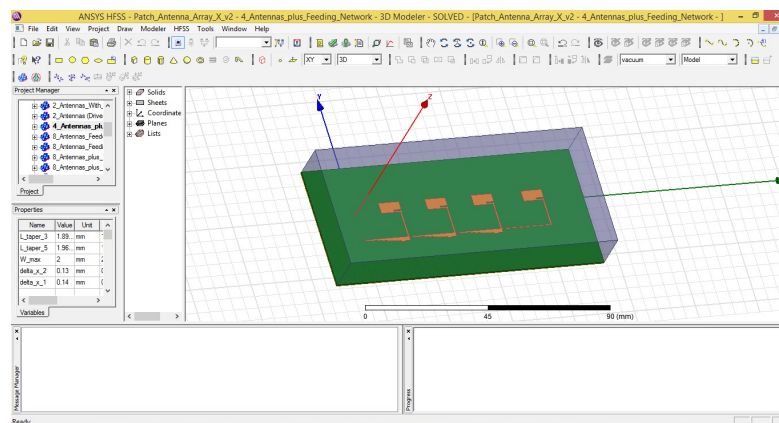 ANSYS HFSS - Patch_Antenna_Array_X_v2 - 4_Antennas_plus_Feeding_Network - 3D Modeler - SOLVED - [Patch_Antenna_Array_X_v2 - 4_Antennas_plus_Feeding_Network - ]
File Edit View Project Draw Modeler HFSS Tools Window Help
XY 3D vacuum Model
Project Manager
2_Antennas_With_
2_Antennas (Drive
4_Antennas_pl
8_Antennas_Feed
8_Antennas_Feedi
8_Antennas_plus_
8_Antennas_plus_
Project
Solids
Sheets
Coordinate
Planes
Lists
Properties
Name Value Unit
L_taper_3 1.89... mm
L_taper_5 1.96... mm
W_max 2 mm
delta_x_2 0.13 mm
delta_x_1 0.14 mm
Variables
Y
Z
0 45 90 (mm)
Message Manager
Progress
Ready